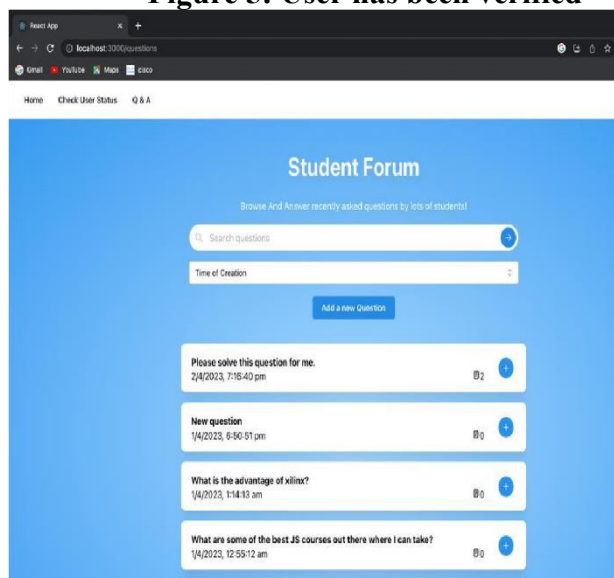 Figure 5: User has been verified
React App
localhost:3000/questions
Gmail YouTube Maps cisco
Home Check User Status Q & A
Student Forum
Browse And Answer recently asked questions by lots of students!
Search questions
Time of Creation
Add a new Question
Please solve this question for me.
2/4/2023, 7:16:40 pm
2
New question
1/4/2023, 6:50:51 pm
0
What is the advantage of xilinx?
1/4/2023, 1:14:13 am
0
What are some of the best JS courses out there where I can take?
1/4/2023, 12:55:12 am
0